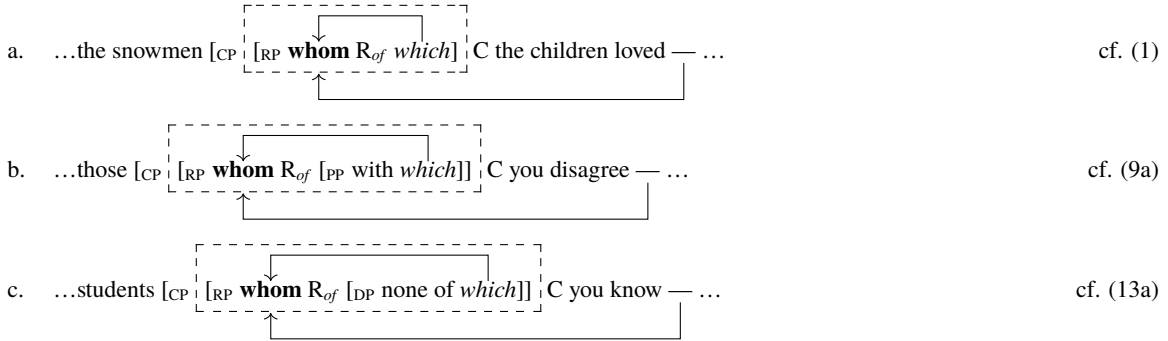 a. …the snowmen [CP [RP whom Rof which] C the children loved — … cf. (1)
b. …those [CP [RP whom Rof [PP with which]] C you disagree — … cf. (9a)
c. …students [CP [RP whom Rof [DP none of which]] C you know — … cf. (13a)